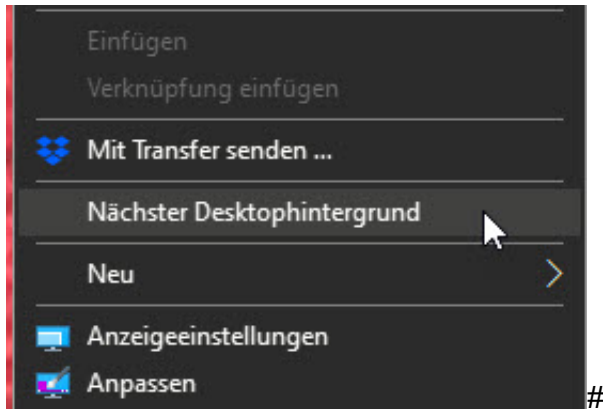 Einfügen
Verknüpfung einfügen
Mit Transfer senden ...
Nächster Desktophintergrund
Neu
Anzeigeeinstellungen
Anpassen #